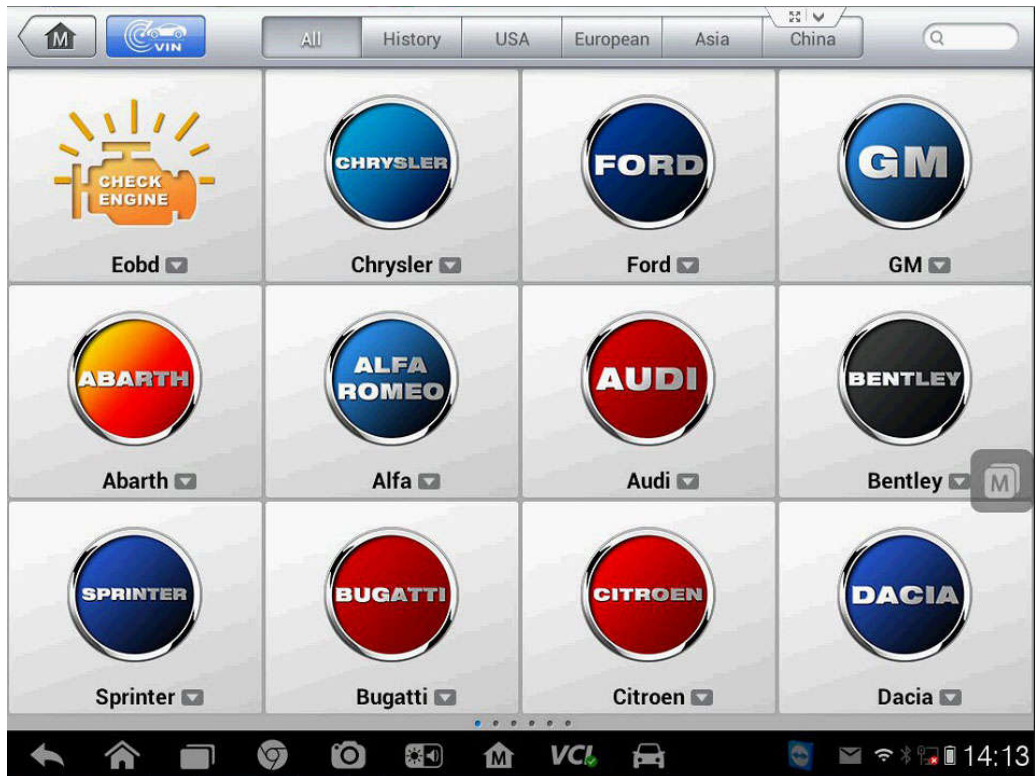 M
VIN
All
History
USA
European
Asia
China
CHECK
ENGINE
CHRYSLER
FORD
GM
Eobd
Chrysler
Ford
GM
ABARTH
ALFA
ROMEO
AUDI
BENTLEY
Abarth
Alfa
Audi
Bentley
M
SPRINTER
BUGATTI
CITROEN
DACIA
Sprinter
Bugatti
Citroen
Dacia
M
VCI
14:13